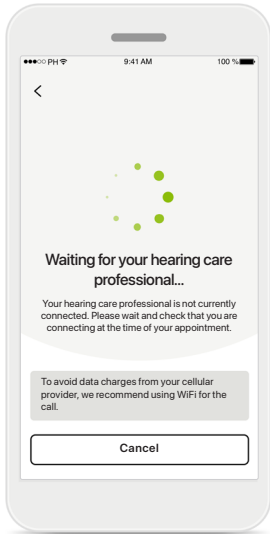 PH 9:41 AM 100 %
Waiting for your hearing care
professional...
Your hearing care professional is not currently
connected. Please wait and check that you are
connecting at the time of your appointment.
To avoid data charges from your cellular
provider, we recommend using WiFi for the
call.
Cancel